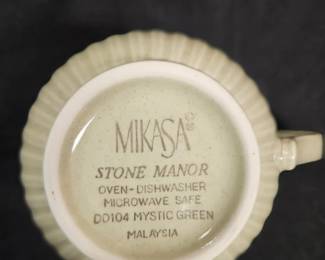 MIKASA®©
STONE MANOR
OVEN-DISHWASHER
MICROWAVE SAFE
DD104 MYSTIC GREEN
MALAYSIA